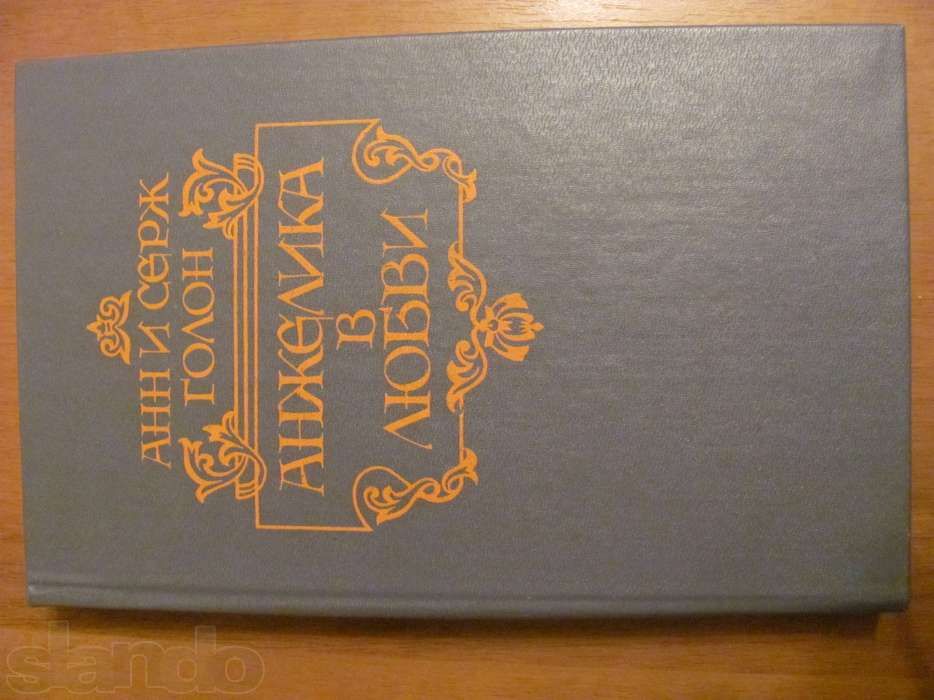 АНН И СЕРЖ
ГОЛОН
АНЖЕЛИКА
В
ЛЮБВИ
slando